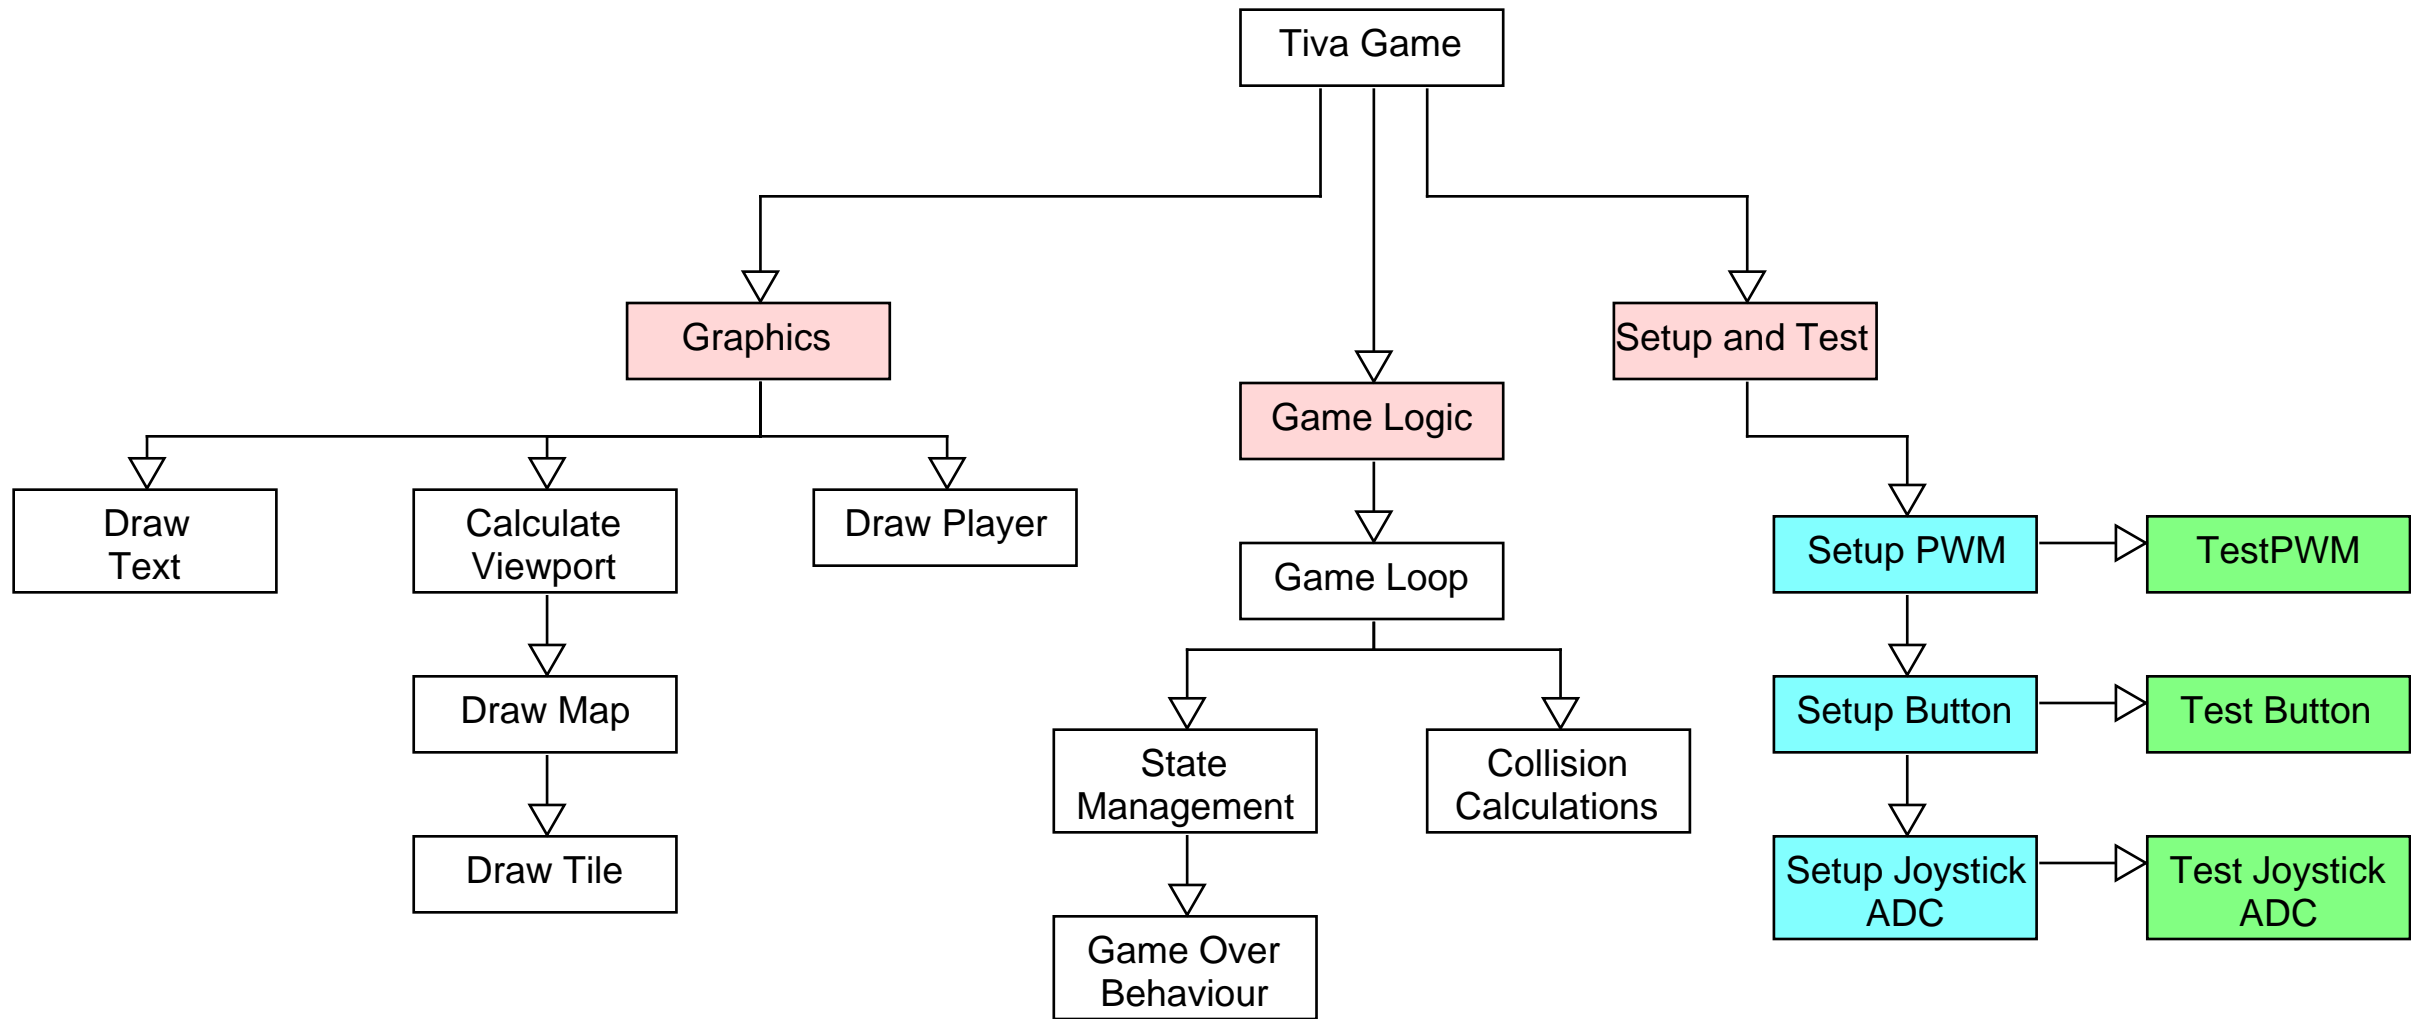 Tiva Game
Graphics
Setup and Test
Game Logic
Draw
Text
Calculate
Viewport
Draw Player
Game Loop
Setup PWM
TestPWM
Draw Map
Setup Button
Test Button
State
Management
Collision
Calculations
Draw Tile
Setup Joystick
ADC
Test Joystick
ADC
Game Over
Behaviour